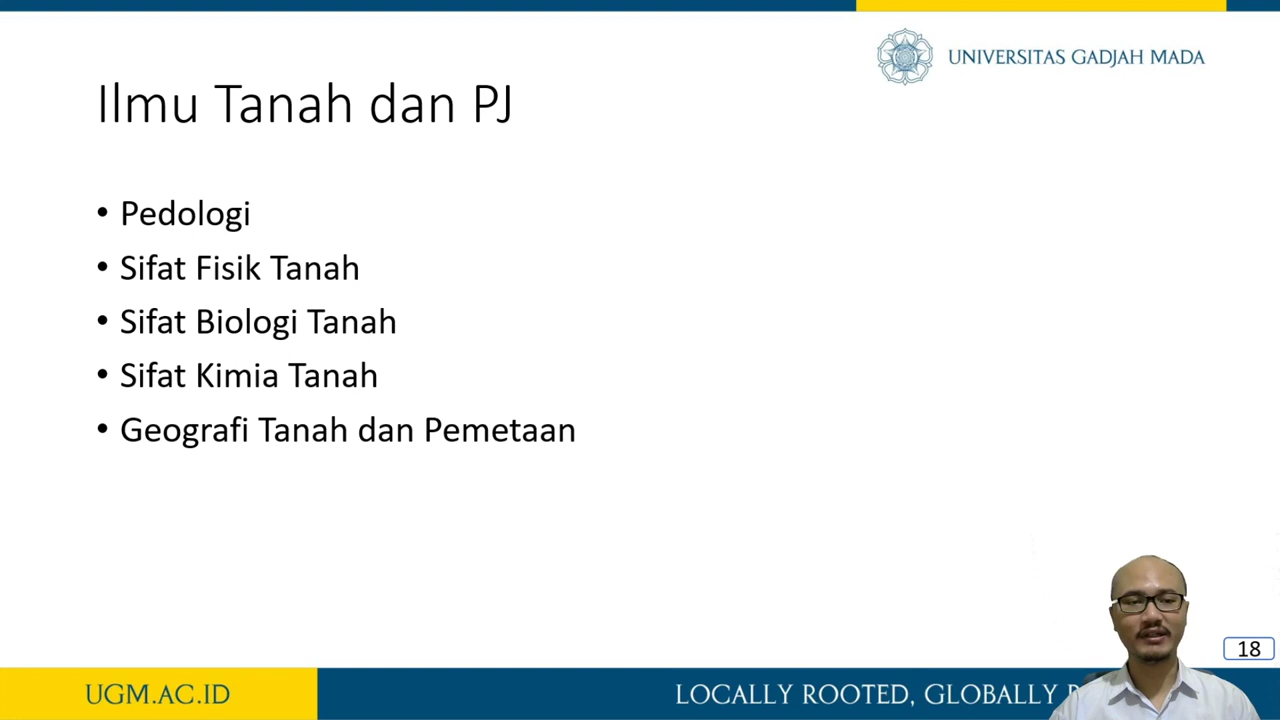 UNIVERSITAS GADJAH MADA
Ilmu Tanah dan PJ
• Pedologi
• Sifat Fisik Tanah
• Sifat Biologi Tanah
• Sifat Kimia Tanah
• Geografi Tanah dan Pemetaan
18
UGM.AC.ID
LOCALLY ROOTED, GLOBALLY